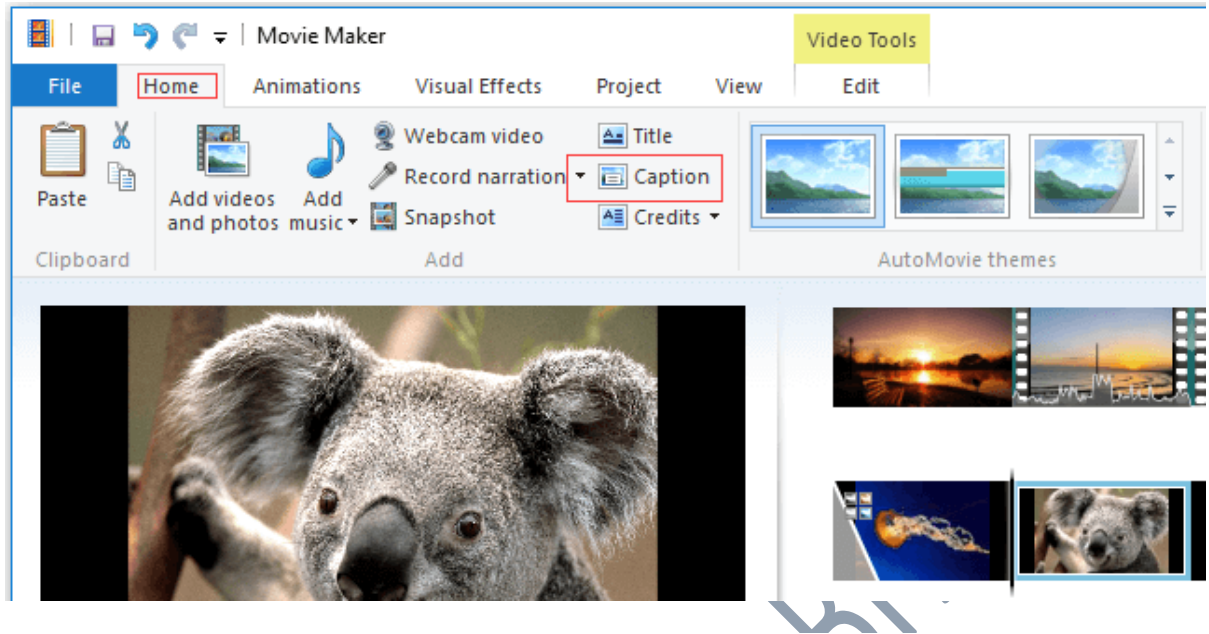 Movie Maker
Video Tools
File Home Animations Visual Effects Project View Edit
Paste
Add videos
and photos
Add
music
Webcam video
Record narration
Snapshot
Title
Caption
Credits
Clipboard
Add
AutoMovie themes